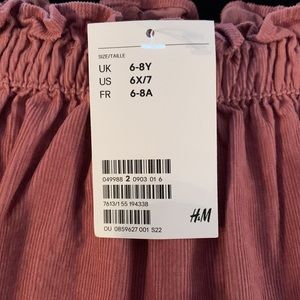 SIZE/TAILLE
UK 6-8Y
US 6X/7
FR 6-8A
049988 2 0903 01 6
7613/155 194338
H&M
OU 0859627 001 S22